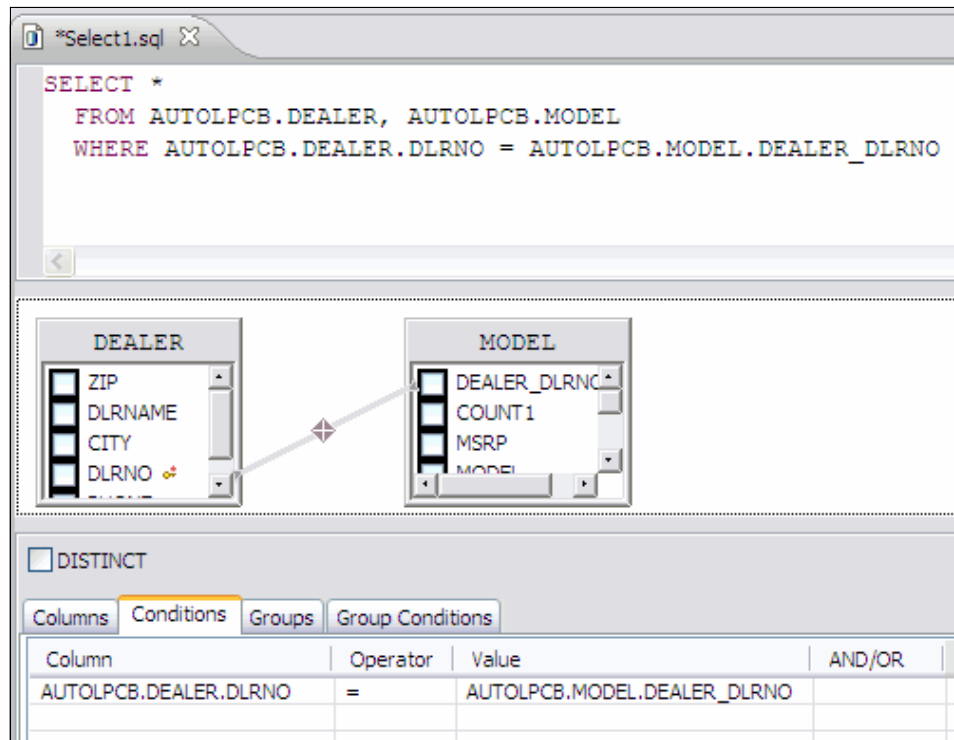 *Select1.sql
SELECT *
FROM AUTOLPCB.DEALER, AUTOLPCB.MODEL
WHERE AUTOLPCB.DEALER.DLRNO = AUTOLPCB.MODEL.DEALER_DLRNO
DEALER
ZIP
DLRNAME
CITY
DLRNO
MODEL
DEALER_DLRNO
COUNT1
MSRP
MODEL
DISTINCT
Columns Conditions Groups Group Conditions
Column Operator Value AND/OR
AUTOLPCB.DEALER.DLRNO = AUTOLPCB.MODEL.DEALER_DLRNO